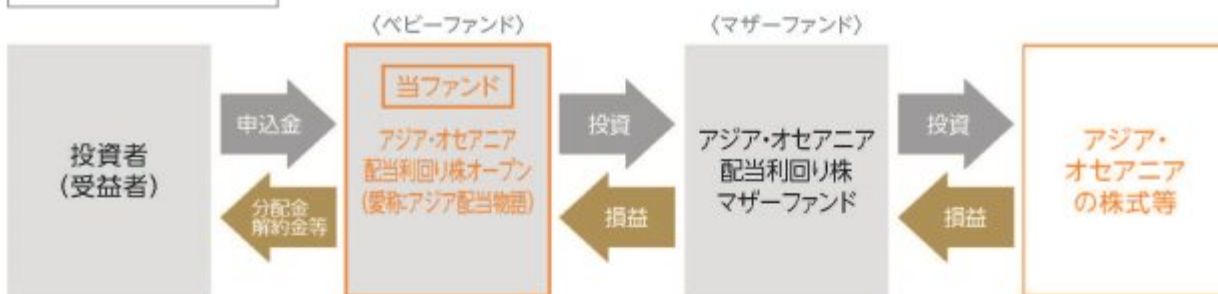 〈ベビーファンド〉
〈マザーファンド〉
投資者
(受益者)
申込金
分配金
解約金等
当ファンド
アジア・オセアニア
配当利回り株オープン
(愛称:アジア配当物語)
投資
損益
アジア・オセアニア
配当利回り株
マザーファンド
投資
損益
アジア・
オセアニア
の株式等